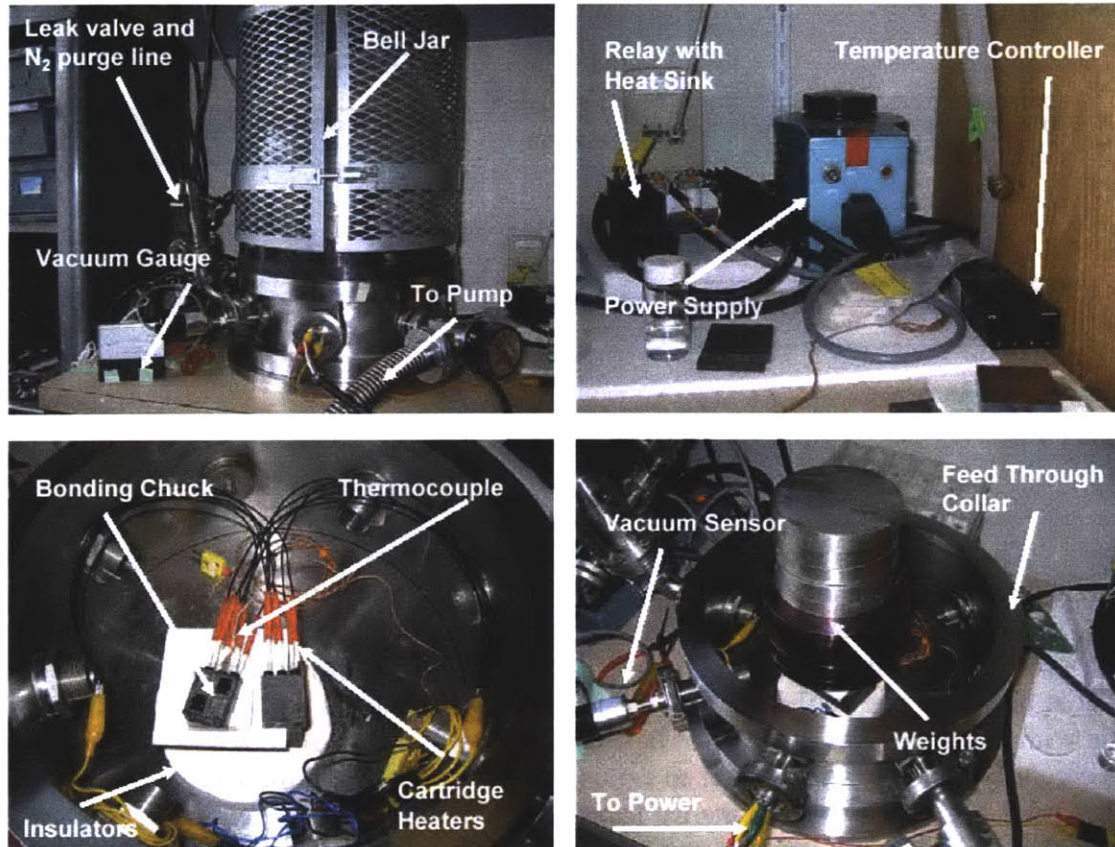 Leak valve and
N₂ purge line
Bell Jar
Vacuum Gauge
To Pump
Relay with
Heat Sink
Temperature Controller
Power Supply
Bonding Chuck
Thermocouple
Insulators
Cartridge
Heaters
Vacuum Sensor
Feed Through
Collar
Weights
To Power